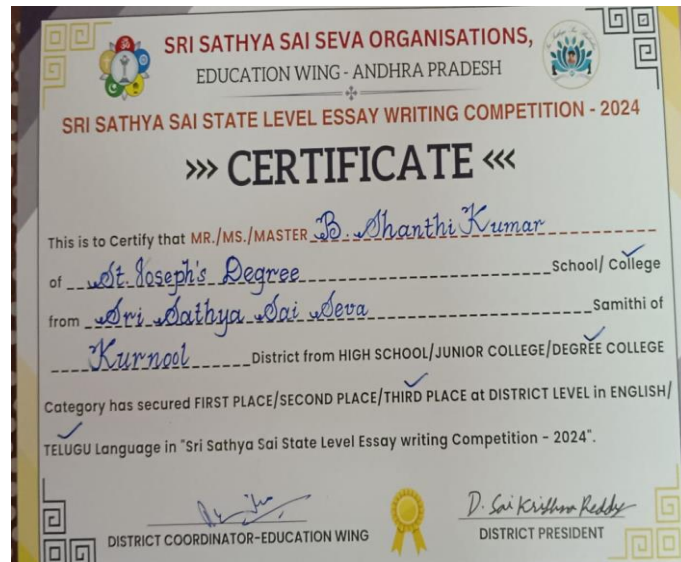 SRI SATHYA SAI SEVA ORGANISATIONS,
EDUCATION WING - ANDHRA PRADESH
SRI SATHYA SAI STATE LEVEL ESSAY WRITING COMPETITION - 2024
»» CERTIFICATE ««
This is to Certify that MR./MS./MASTER B. Shanthi Kumar
of St. Joseph's Degree School/ College
from Sri Sathya Sai Seva Samithi of
Kurnool District from HIGH SCHOOL/JUNIOR COLLEGE/DEGREE COLLEGE
Category has secured FIRST PLACE/SECOND PLACE/THIRD PLACE at DISTRICT LEVEL in ENGLISH/
TELUGU Language in "Sri Sathya Sai State Level Essay writing Competition - 2024".
D. Sai Krishna Reddy
DISTRICT COORDINATOR-EDUCATION WING DISTRICT PRESIDENT